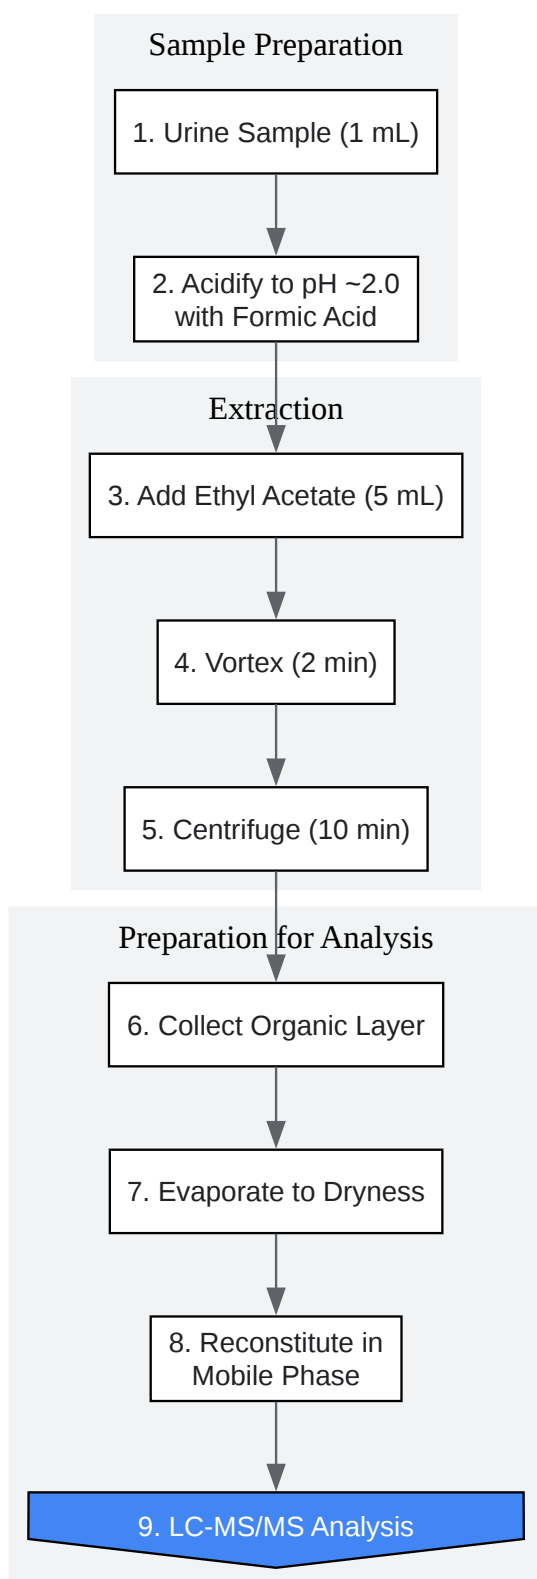 Sample Preparation
1. Urine Sample (1 mL)
2. Acidify to pH ~2.0
with Formic Acid
Extraction
3. Add Ethyl Acetate (5 mL)
4. Vortex (2 min)
5. Centrifuge (10 min)
Preparation for Analysis
6. Collect Organic Layer
7. Evaporate to Dryness
8. Reconstitute in
Mobile Phase
9. LC-MS/MS Analysis